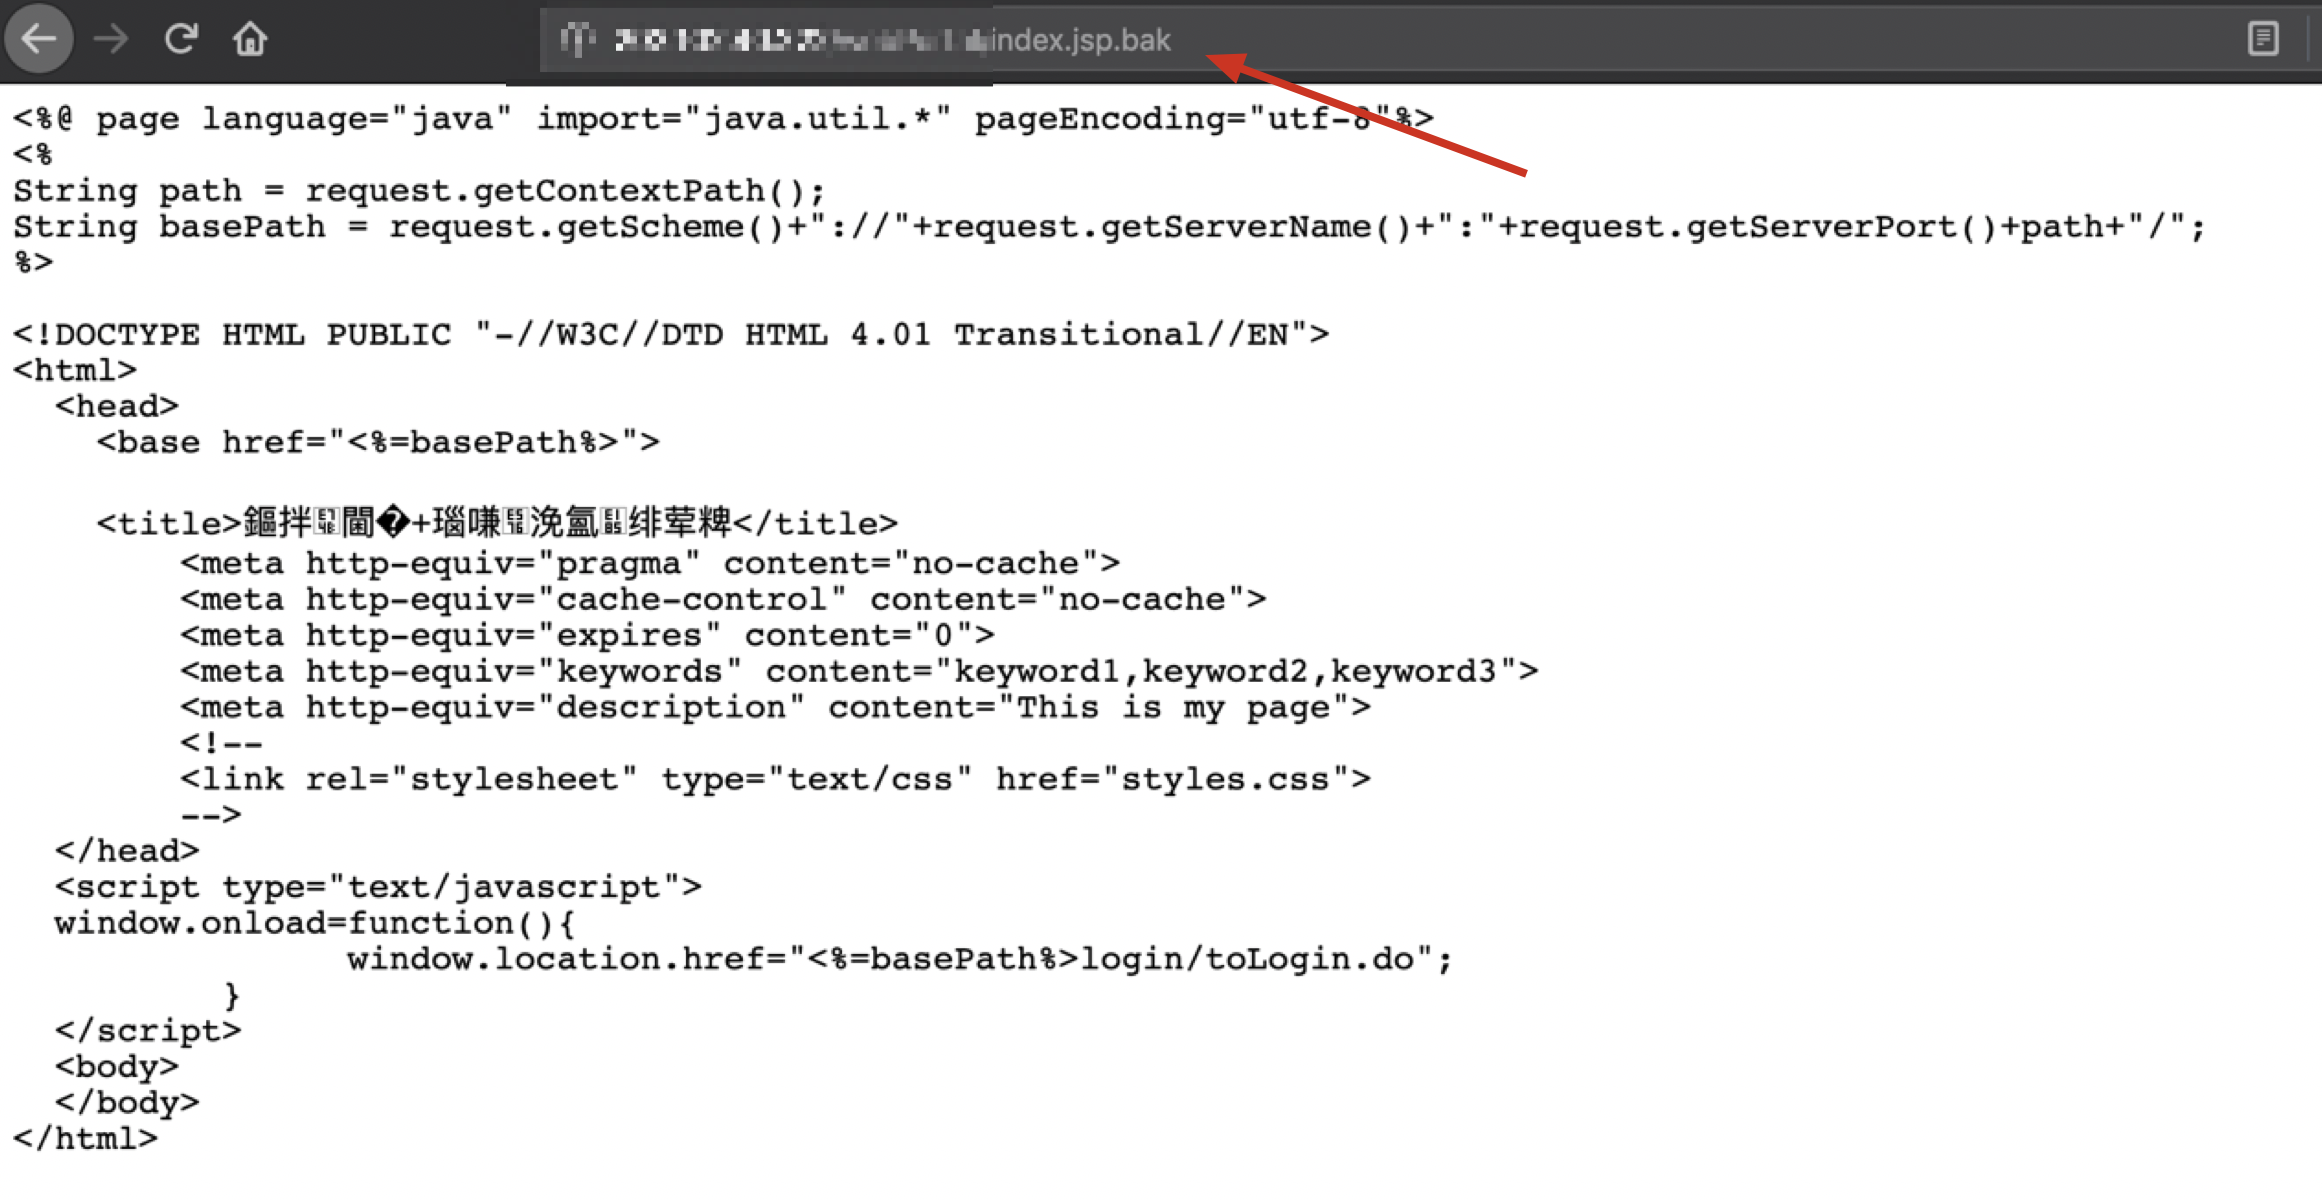 index.jsp.bak
<%@ page language="java" import="java.util.*" pageEncoding="utf-8"%>
<%
String path = request.getContextPath();
String basePath = request.getScheme()+"://"+request.getServerName()+":"+request.getServerPort()+path+"/";
%>
<!DOCTYPE HTML PUBLIC "-//W3C//DTD HTML 4.01 Transitional//EN">
<html>
<head>
<base href="<%=basePath%>">
<title>鏂拌闂�+瑙嗛浼氳绯荤粺</title>
<meta http-equiv="pragma" content="no-cache">
<meta http-equiv="cache-control" content="no-cache">
<meta http-equiv="expires" content="0">
<meta http-equiv="keywords" content="keyword1,keyword2,keyword3">
<meta http-equiv="description" content="This is my page">
<!--
<link rel="stylesheet" type="text/css" href="styles.css">
-->
</head>
<script type="text/javascript">
window.onload=function(){
window.location.href="<%=basePath%>login/toLogin.do";
}
</script>
<body>
</body>
</html>